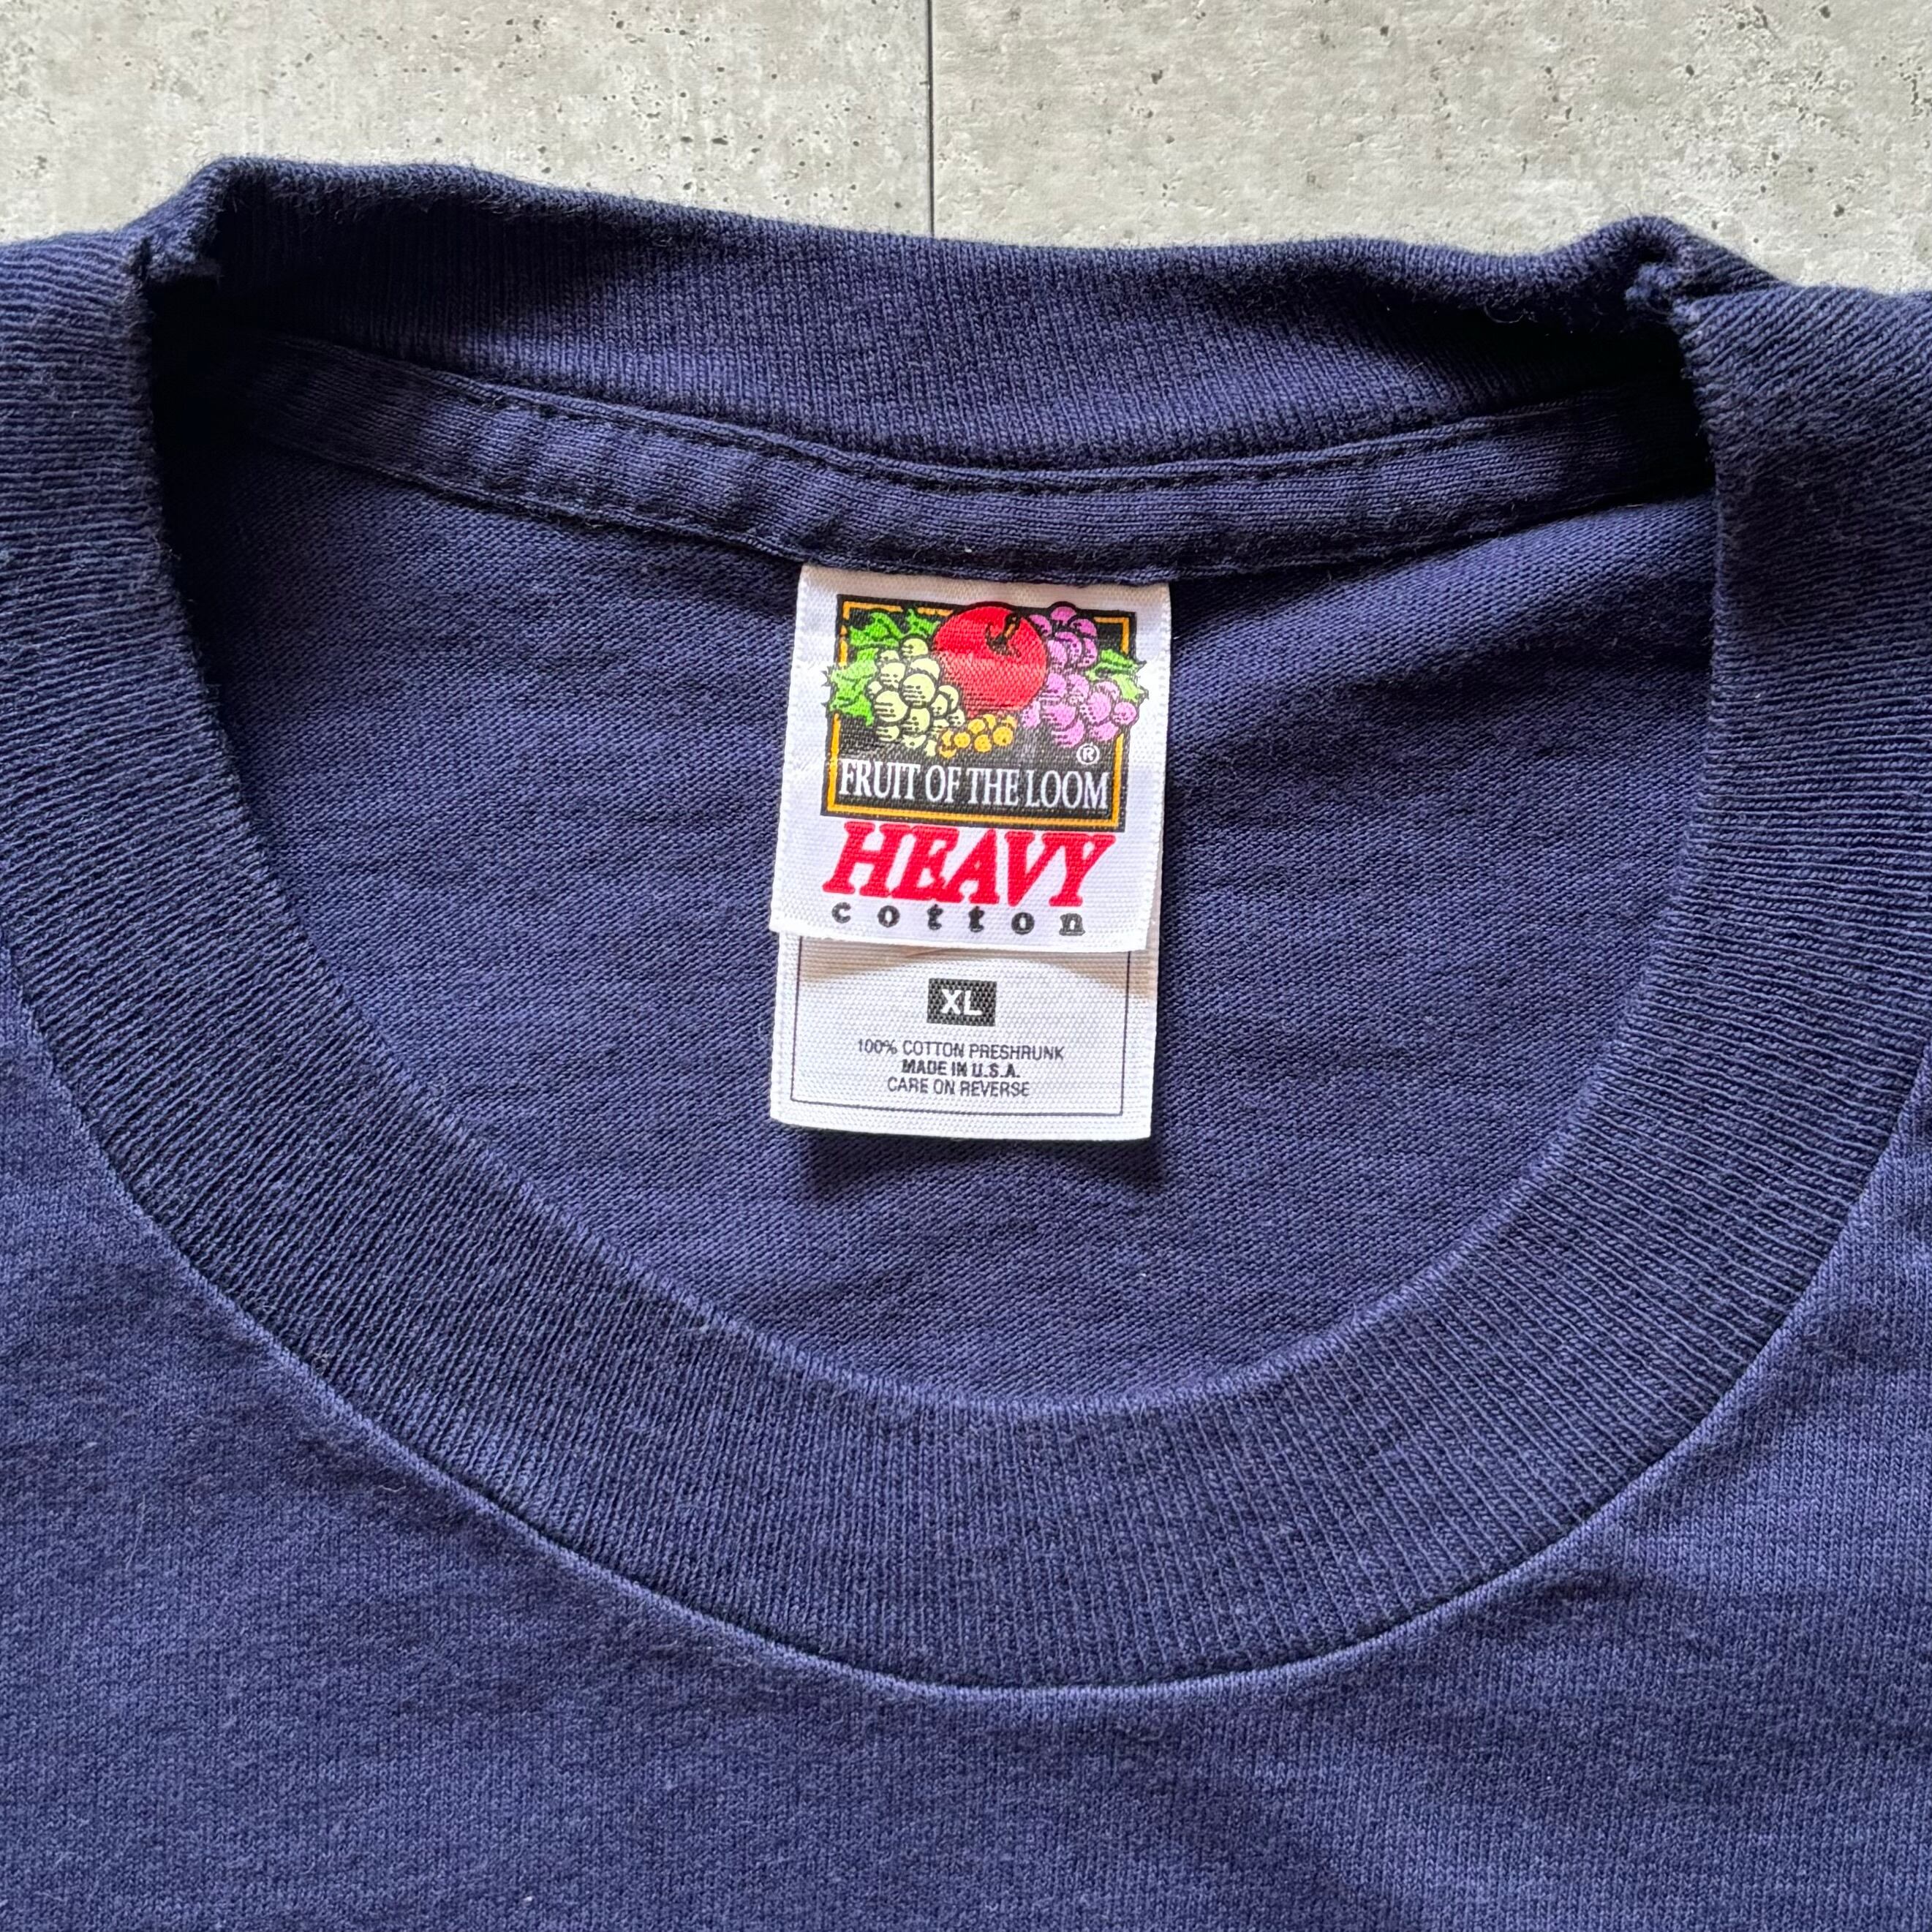 ®
FRUIT OF THE LOOM
HEAVY
cotton
XL
100% COTTON PRESHRUNK
MADE IN U.S.A.
CARE ON REVERSE